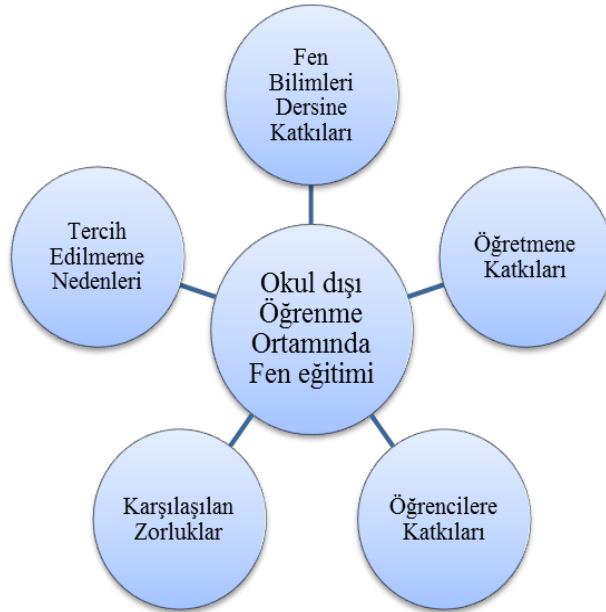 Fen
Bilimleri
Dersine
Katkıları
Tercih
Edilmeme
Nedenleri
Öğretmene
Katkıları
Okul dışı
Öğrenme
Ortamında
Fen eğitimi
Karşılaşılan
Zorluklar
Öğrencilere
Katkıları